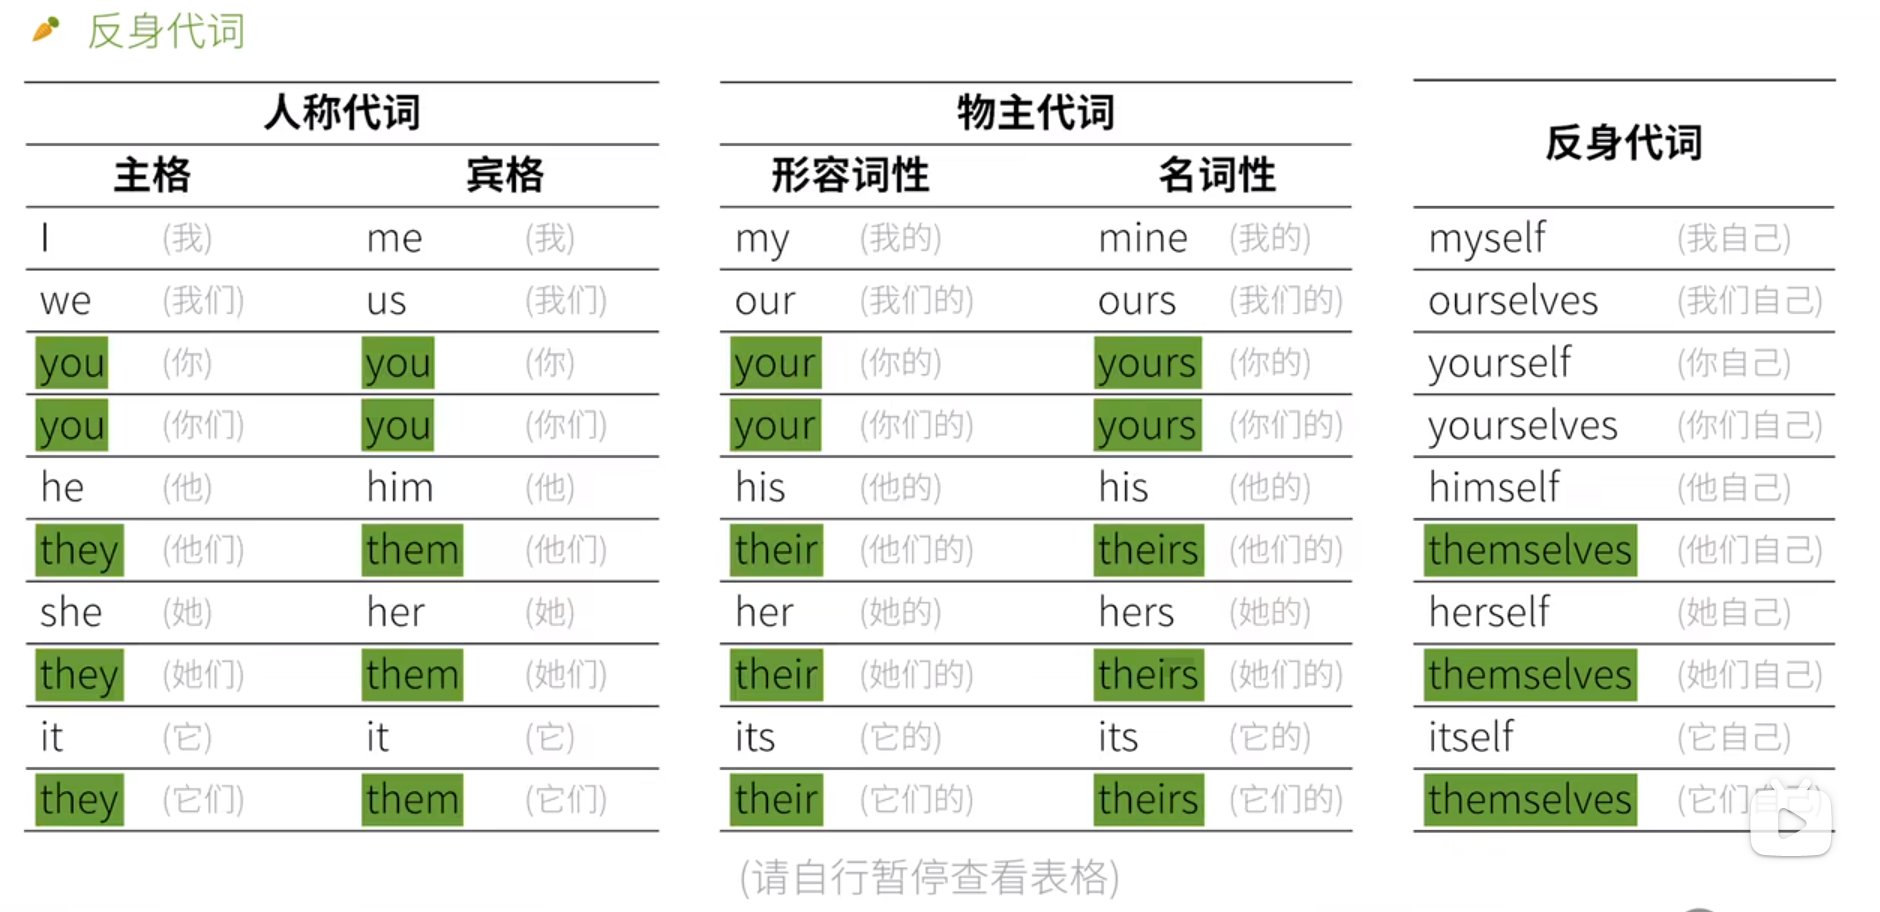 反身代词
人称代词 物主代词 反身代词
主格 宾格 形容词性 名词性
I (我) me (我) my (我的) mine (我的) myself (我自己)
we (我们) us (我们) our (我们的) ours (我们的) ourselves (我们自己)
you (你) you (你) your (你的) yours (你的) yourself (你自己)
you (你们) you (你们) your (你们的) yours (你们的) yourselves (你们自己)
he (他) him (他) his (他的) his (他的) himself (他自己)
they (他们) them (他们) their (他们的) theirs (他们的) themselves (他们自己)
she (她) her (她) her (她的) hers (她的) herself (她自己)
they (她们) them (她们) their (她们的) theirs (她们的) themselves (她们自己)
it (它) it (它) its (它的) its (它的) itself (它自己)
they (它们) them (它们) their (它们的) theirs (它们的) themselves (它们自己)
(请自行暂停查看表格)